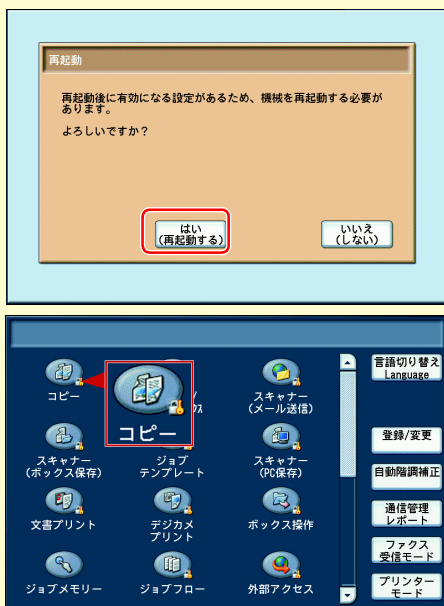 再起動
再起動後に有効になる設定があるため、機械を再起動する必要が
あります。
よろしいですか？
はい
(再起動する)
いいえ
(しない)
言語切り替え
Language
コピー
コピー
スキャナー
(メール送信)
登録/変更
スキャナー
(ボックス保存)
ジョブ
テンプレート
スキャナー
(PC保存)
自動階調補正
文書プリント
デジカメ
プリント
ボックス操作
通信管理
レポート
ファクス
受信モード
ジョブメモリー
ジョブフロー
外部アクセス
プリンター
モード